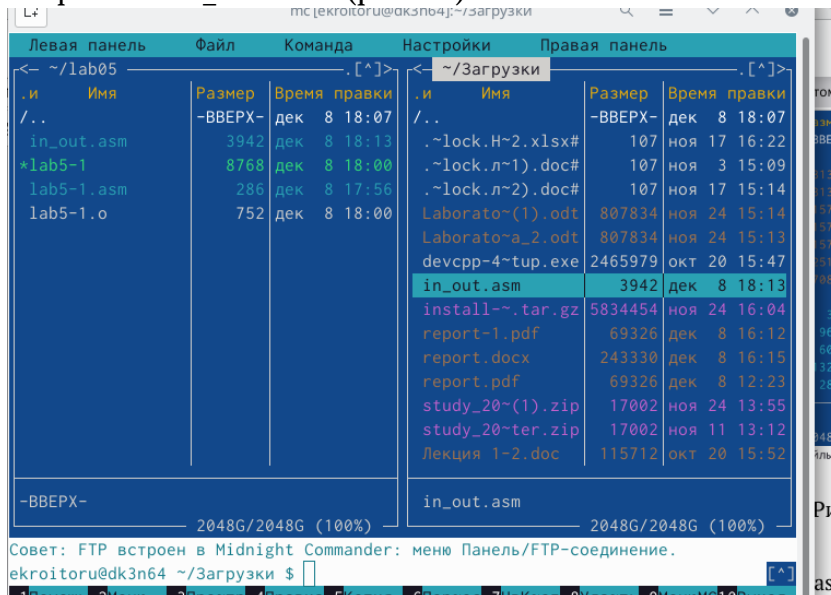 mc [ekroitoru@dk3n64]:~/Загрузки
Левая панель Файл Команда Настройки Правая панель
<— ~/lab05 .[^]> <— ~/Загрузки .[^]>
.и Имя Размер Время правки .и Имя Размер Время правки
/.. -ВВЕРХ- дек 8 18:07 /.. -ВВЕРХ- дек 8 18:07
in_out.asm 3942 дек 8 18:13 .~lock.Н~2.xlsx# 107 ноя 17 16:22
*lab5-1 8768 дек 8 18:00 .~lock.л~1).doc# 107 ноя 3 15:09
lab5-1.asm 286 дек 8 17:56 .~lock.л~2).doc# 107 ноя 17 15:14
lab5-1.o 752 дек 8 18:00 Laborato~(1).odt 807834 ноя 24 15:14
Laborato~a_2.odt 807834 ноя 24 15:13
devcpp-4~tup.exe 2465979 окт 20 15:47
in_out.asm 3942 дек 8 18:13
install-~.tar.gz 5834454 ноя 24 16:04
report-1.pdf 69326 дек 8 16:12
report.docx 243330 дек 8 16:15
report.pdf 69326 дек 8 12:23
study_20~(1).zip 17002 ноя 24 13:55
study_20~ter.zip 17002 ноя 11 13:12
Лекция 1-2.doc 115712 окт 20 15:52
-ВВЕРХ- in_out.asm
2048G/2048G (100%) 2048G/2048G (100%)
Совет: FTP встроен в Midnight Commander: меню Панель/FTP-соединение.
ekroitoru@dk3n64 ~/Загрузки $ [^]